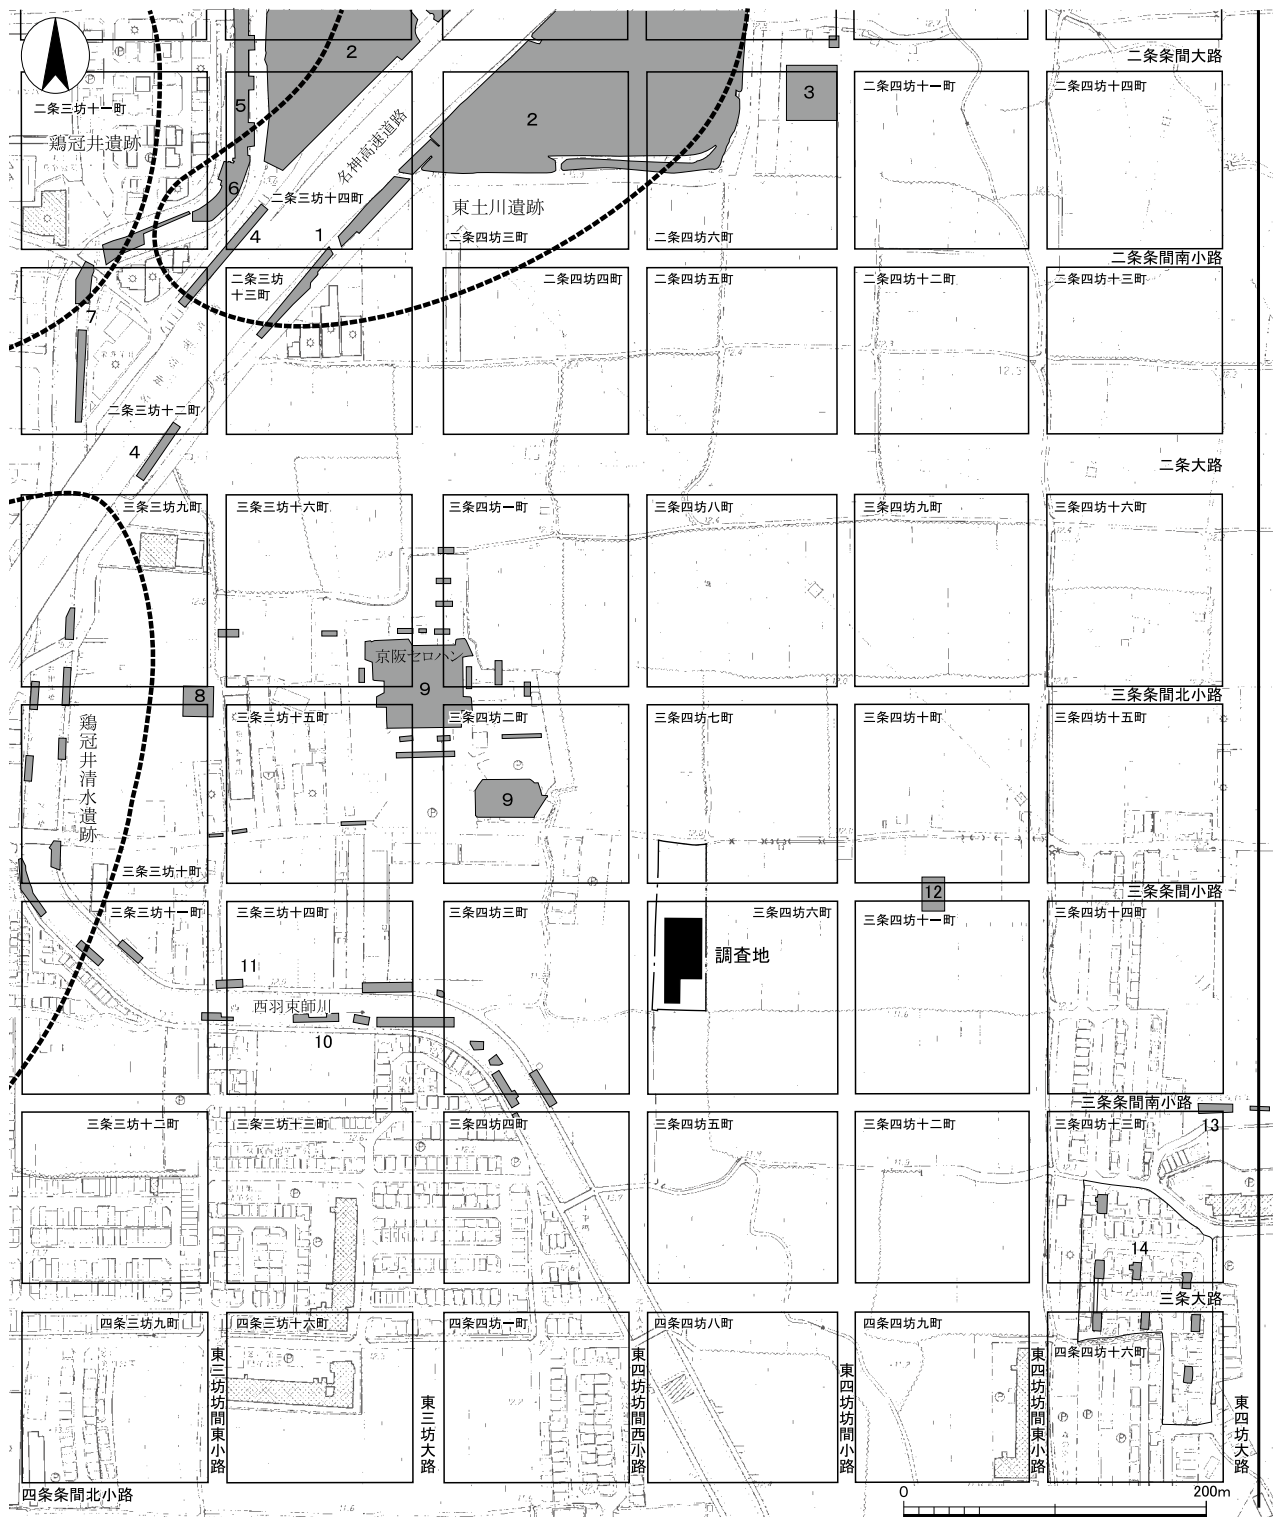 二条条間大路
2
3
二条四坊十一町
二条四坊十四町
5
二条三坊十一町
2
鶏冠井遺跡
名神高速道路
6
二条三坊十四町
東土川遺跡
4
1
二条四坊三町
二条四坊六町
二条条間南小路
二条三坊
十三町
二条四坊四町
二条四坊五町
二条四坊十二町
二条四坊十三町
7
12.3
二条三坊十二町
4
二条大路
三条三坊九町
三条三坊十六町
三条四坊一町
三条四坊八町
三条四坊九町
三条四坊十六町
京阪セロハン
9
8
三条条間北小路
三条三坊十五町
三条四坊二町
三条四坊七町
三条四坊十町
三条四坊十五町
鶏冠井清水遺跡
9
三条三坊十町
12
三条条間小路
三条三坊十一町
三条三坊十四町
三条四坊三町
三条四坊六町
三条四坊十一町
三条四坊十四町
調査地
11
西羽束師川
10
三条条間南小路
13
三条三坊十二町
三条三坊十三町
三条四坊四町
三条四坊五町
三条四坊十二町
三条四坊十三町
14
三条大路
四条三坊九町
四条三坊十六町
四条四坊一町
四条四坊八町
四条四坊九町
四条四坊十六町
東三坊坊間東小路
東三坊大路
東四坊坊間西小路
東四坊坊間小路
東四坊坊間東小路
東四坊大路
四条条間北小路
0
200m